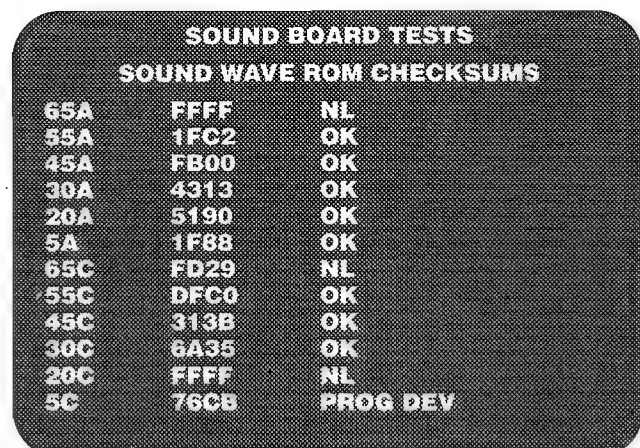 SOUND BOARD TESTS
SOUND WAVE ROM CHECKSUMS
65A FFFF NL
55A 1FC2 OK
45A FB00 OK
30A 4313 OK
20A 5190 OK
5A 1F88 OK
65C FD29 NL
55C DFC0 OK
45C 313B OK
30C 6A35 OK
20C FFFF NL
5C 76CB PROG DEV